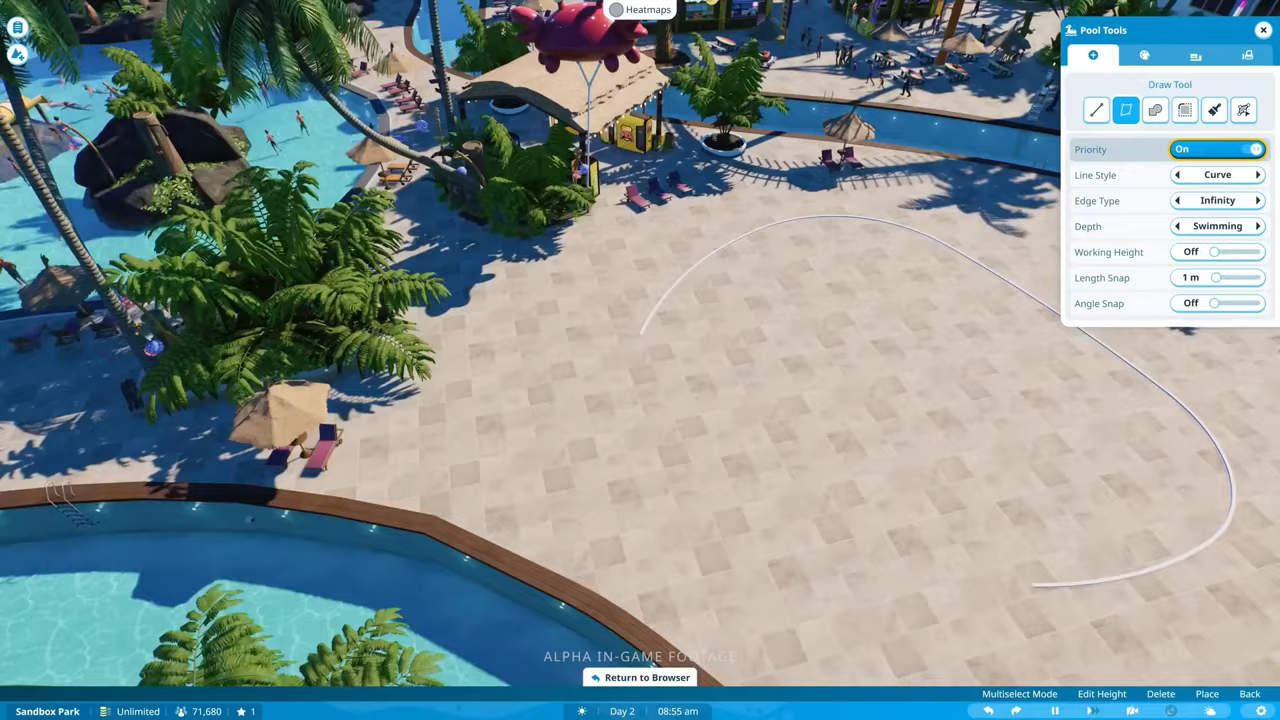 Heatmaps
Pool Tools
Draw Tool
Priority On
Line Style Curve
Edge Type Infinity
Depth Swimming
Working Height Off
Length Snap 1 m
Angle Snap Off
ALPHA IN-GAME FOOTAGE
Return to Browser
Multiselect Mode Edit Height Delete Place Back
Sandbox Park Unlimited 71,680 1 Day 2 08:55 am